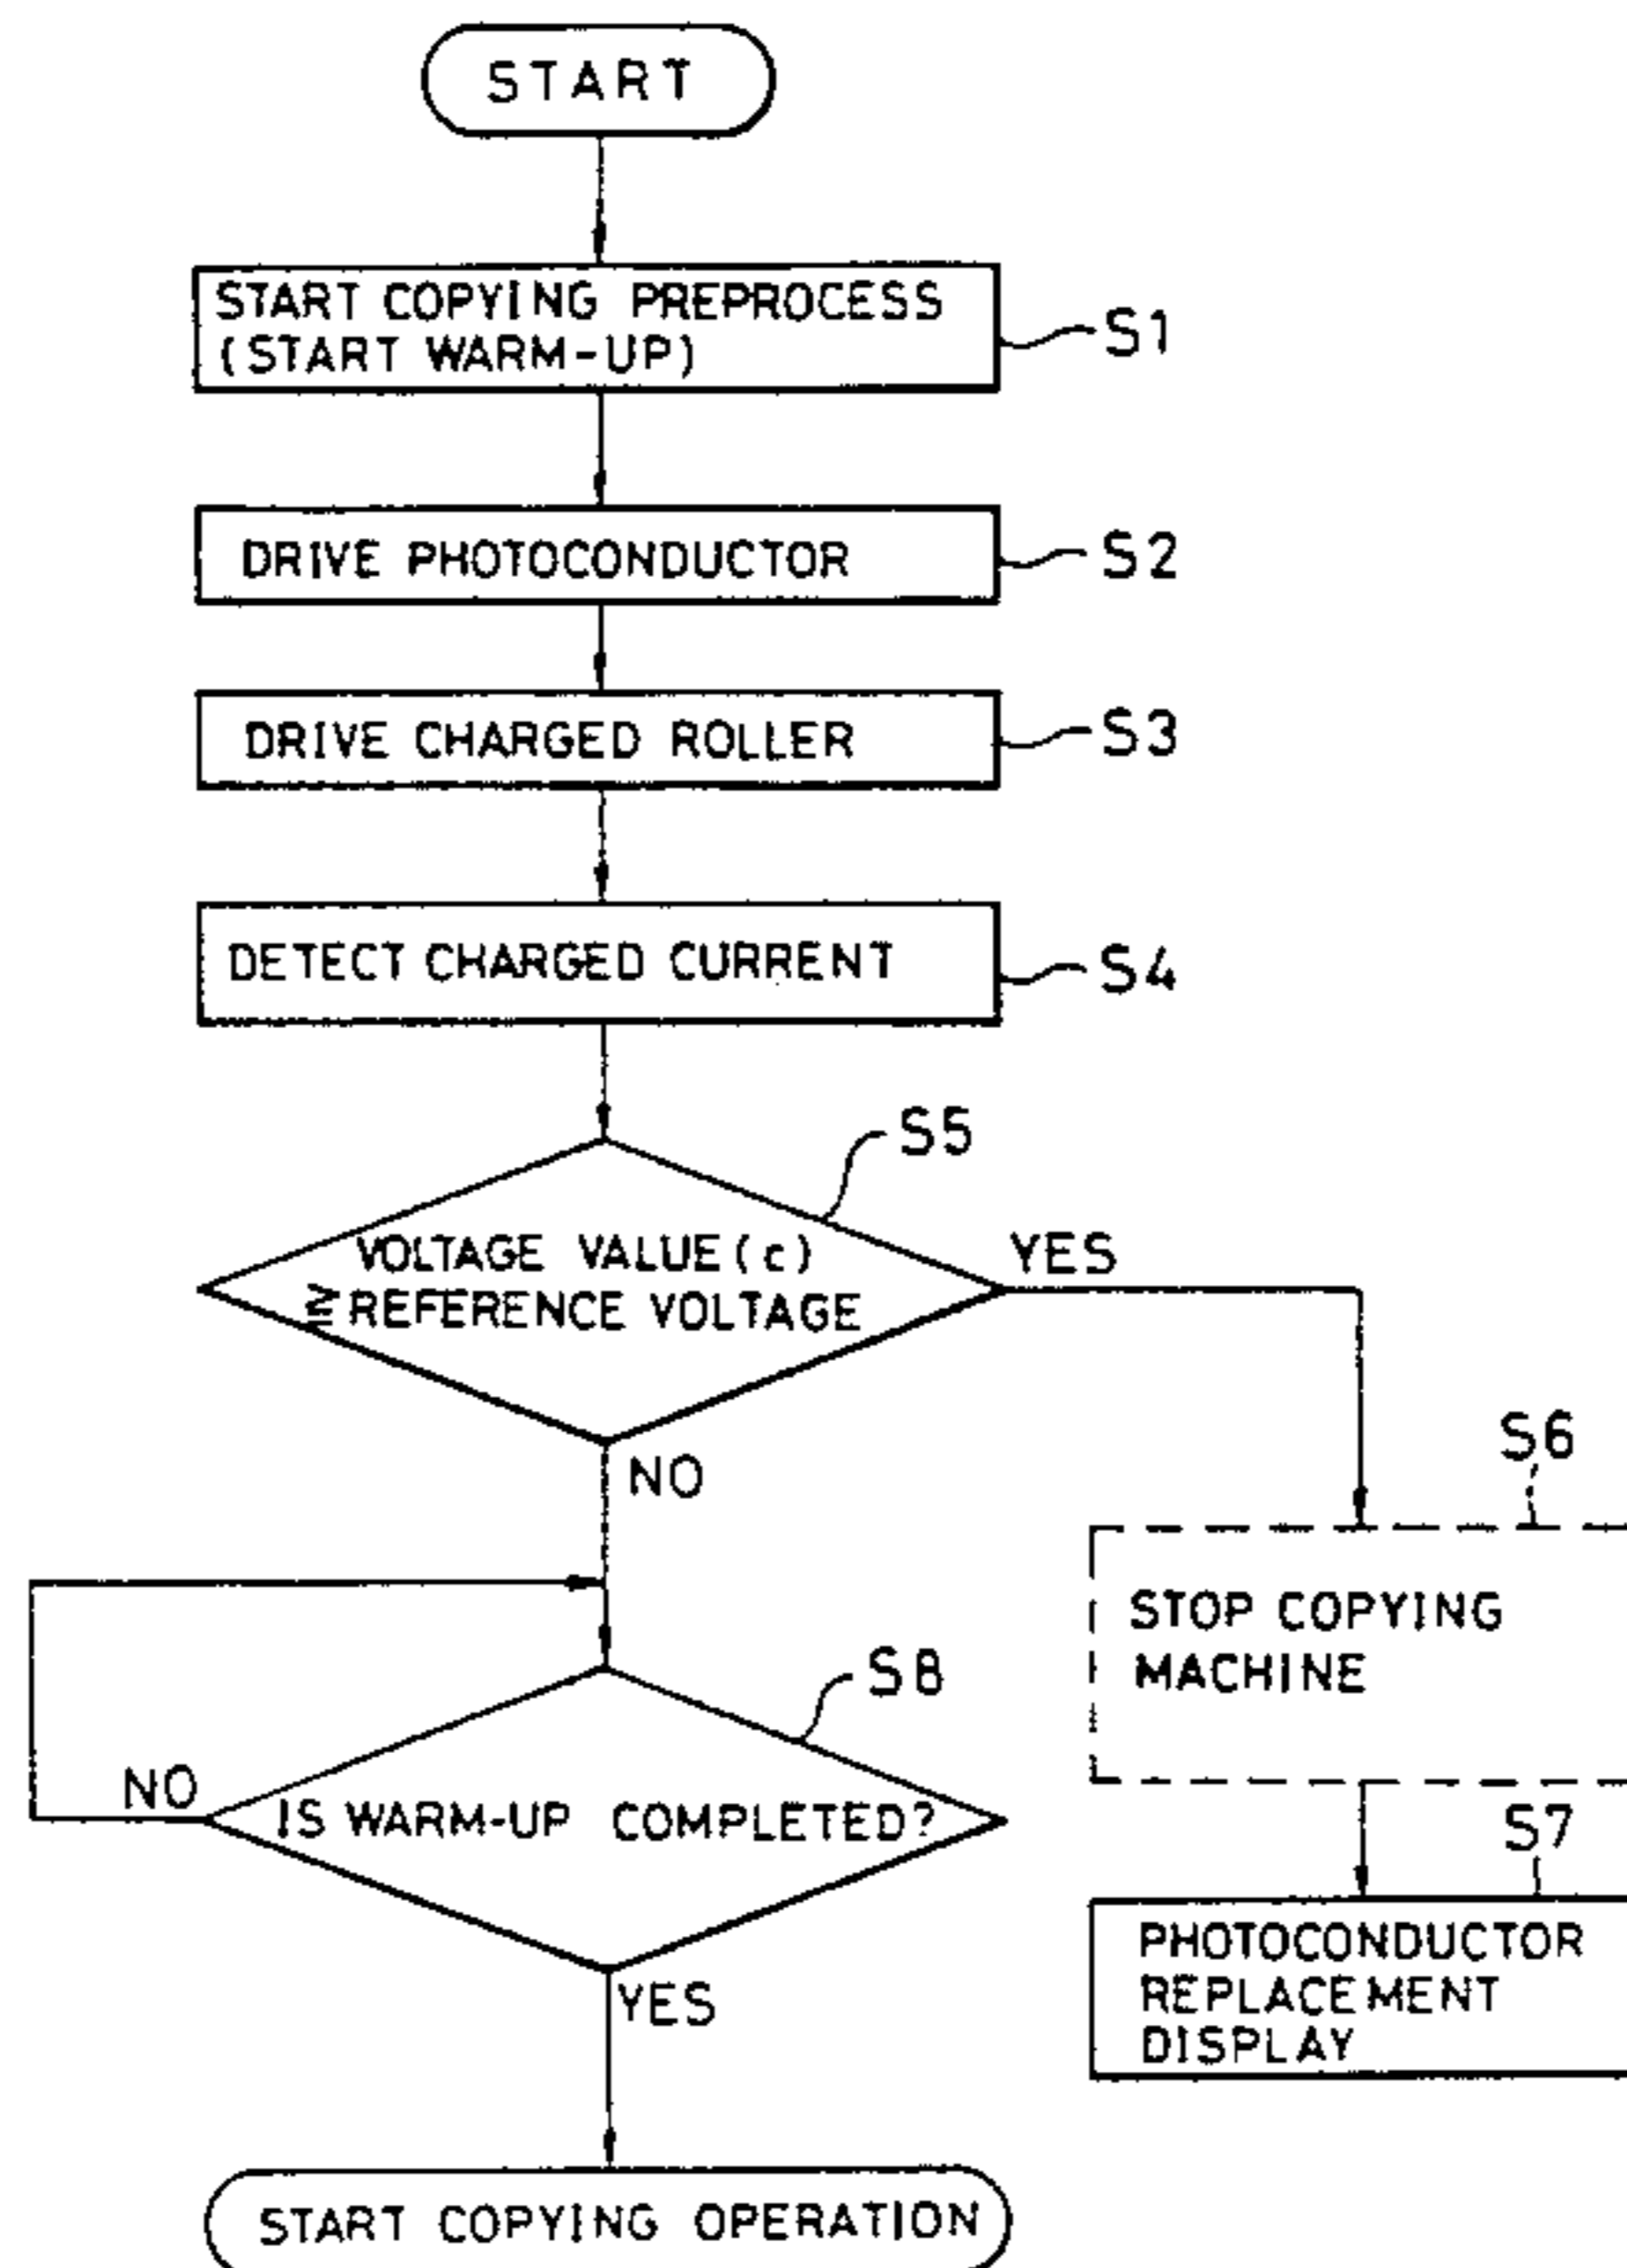 START
START COPYING PREPROCESS
(START WARM-UP)
S1
DRIVE PHOTOCONDUCTOR
S2
DRIVE CHARGED ROLLER
S3
DETECT CHARGED CURRENT
S4
S5
VOLTAGE VALUE(c)
≧REFERENCE VOLTAGE
YES
NO
S6
STOP COPYING
MACHINE
S8
NO
IS WARM-UP COMPLETED?
YES
S7
PHOTOCONDUCTOR
REPLACEMENT
DISPLAY
START COPYING OPERATION